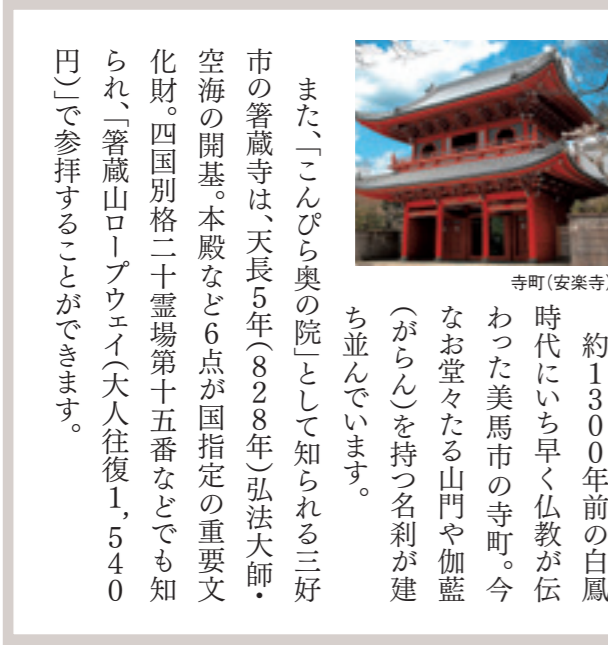 寺町(安楽寺)
約1300年前の白鳳
時代にいち早く仏教が伝
わった美馬市の寺町。今
なお堂々たる山門や伽藍
(がらん)を持つ名刹が建
ち並んでいます。
また、「こんぴら奥の院」として知られる三好
市の箸蔵寺は、天長5年(828年)弘法大師・
空海の開基。本殿など6点が国指定の重要文
化財。四国別格二十霊場第十五番などでも知
られ、「箸蔵山ロープウェイ(大人往復1,540
円)」で参拝することができます。